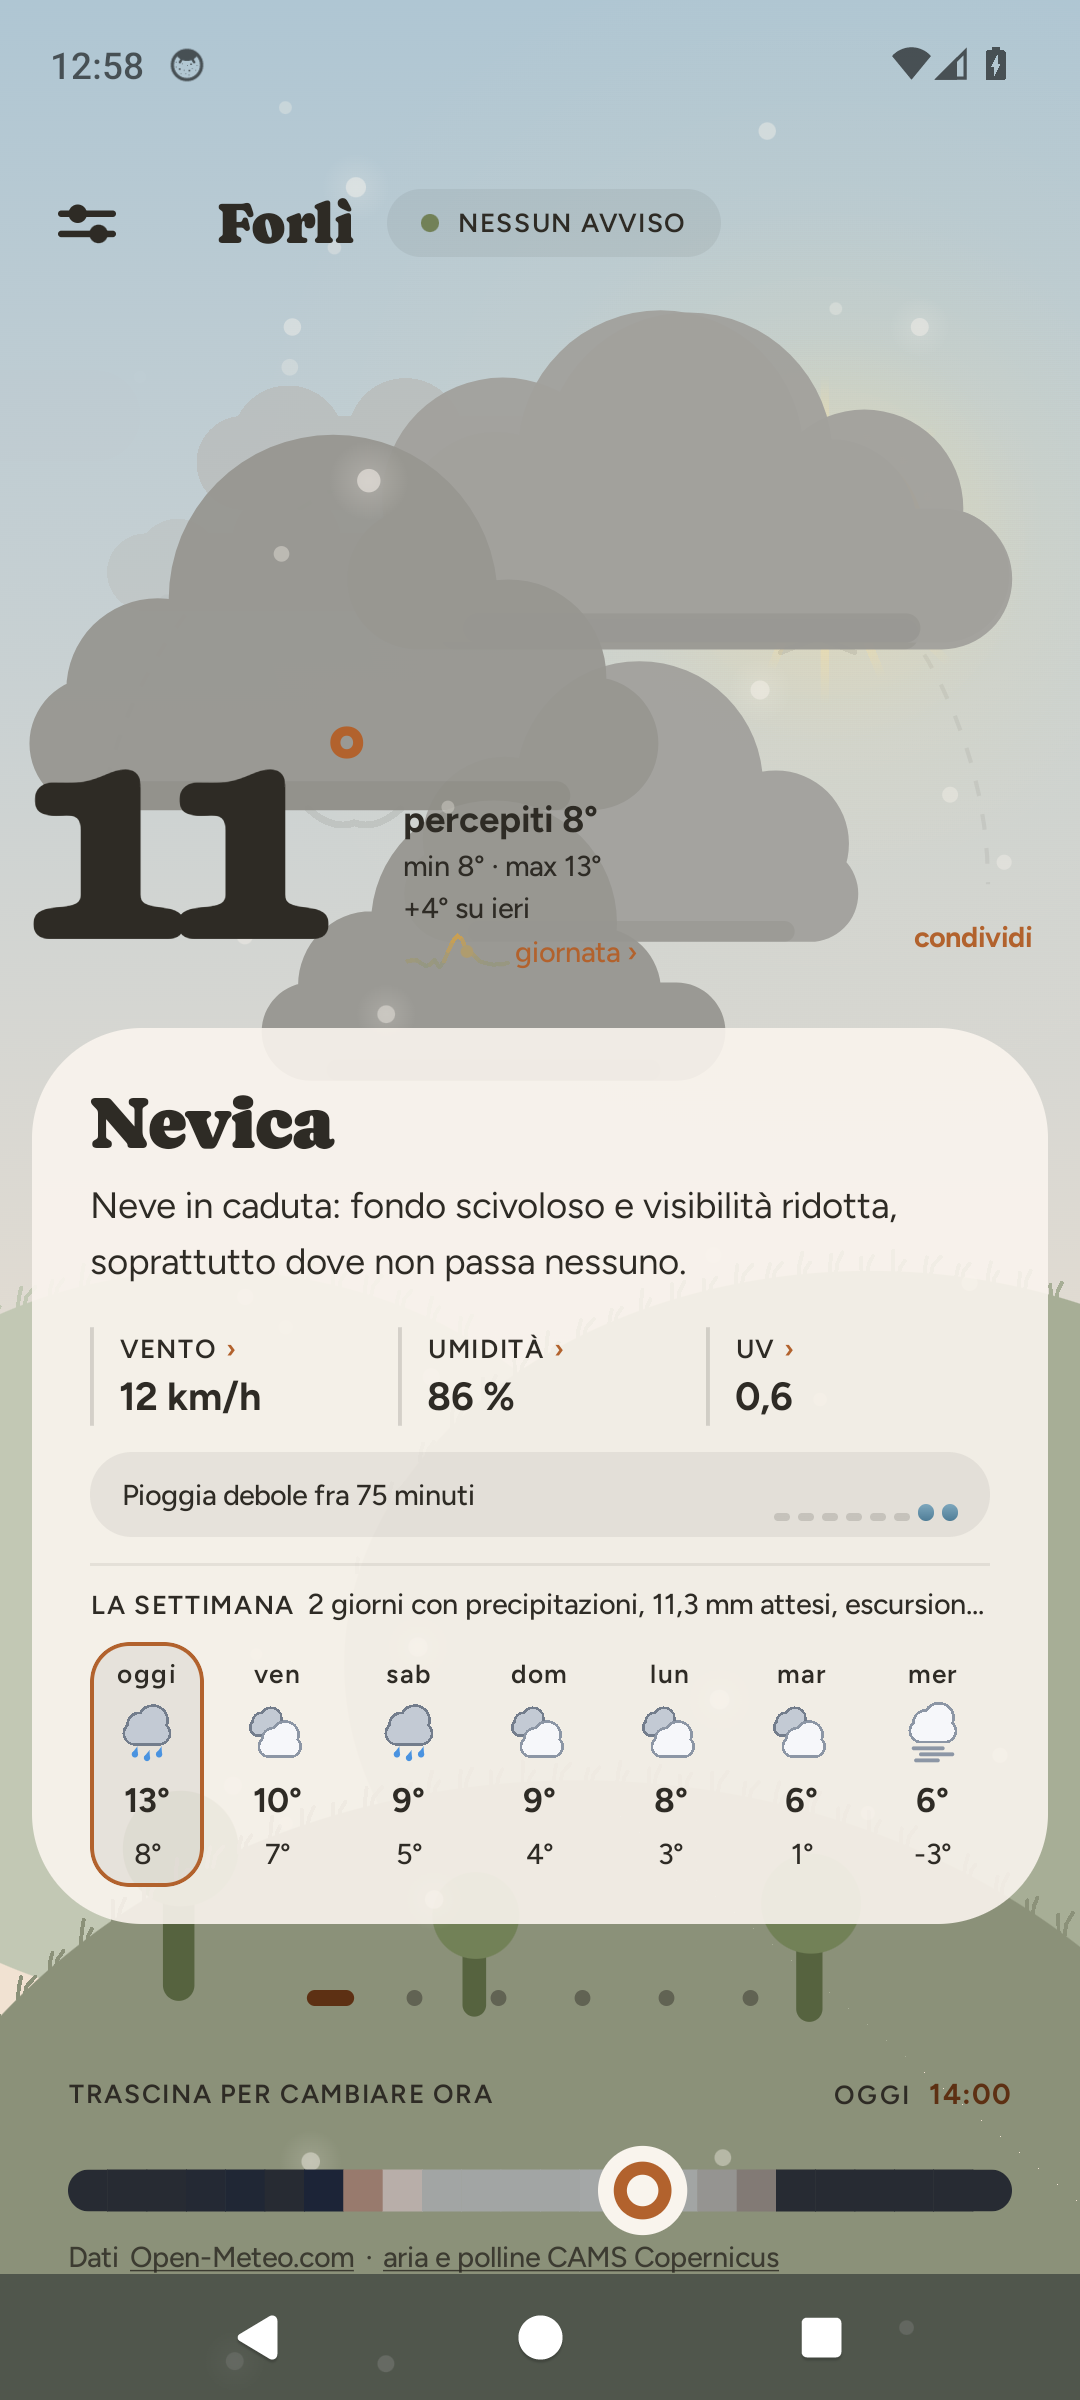 12:58
Forlì
NESSUN AVVISO
11°
percepiti 8°
min 8° · max 13°
+4° su ieri
giornata ›
condividi
Nevica
Neve in caduta: fondo scivoloso e visibilità ridotta,
soprattutto dove non passa nessuno.
VENTO › UMIDITÀ › UV ›
12 km/h 86 % 0,6
Pioggia debole fra 75 minuti
LA SETTIMANA 2 giorni con precipitazioni, 11,3 mm attesi, escursion...
oggi ven sab dom lun mar mer
13° 10° 9° 9° 8° 6° 6°
8° 7° 5° 4° 3° 1° -3°
TRASCINA PER CAMBIARE ORA OGGI 14:00
Dati Open-Meteo.com · aria e polline CAMS Copernicus